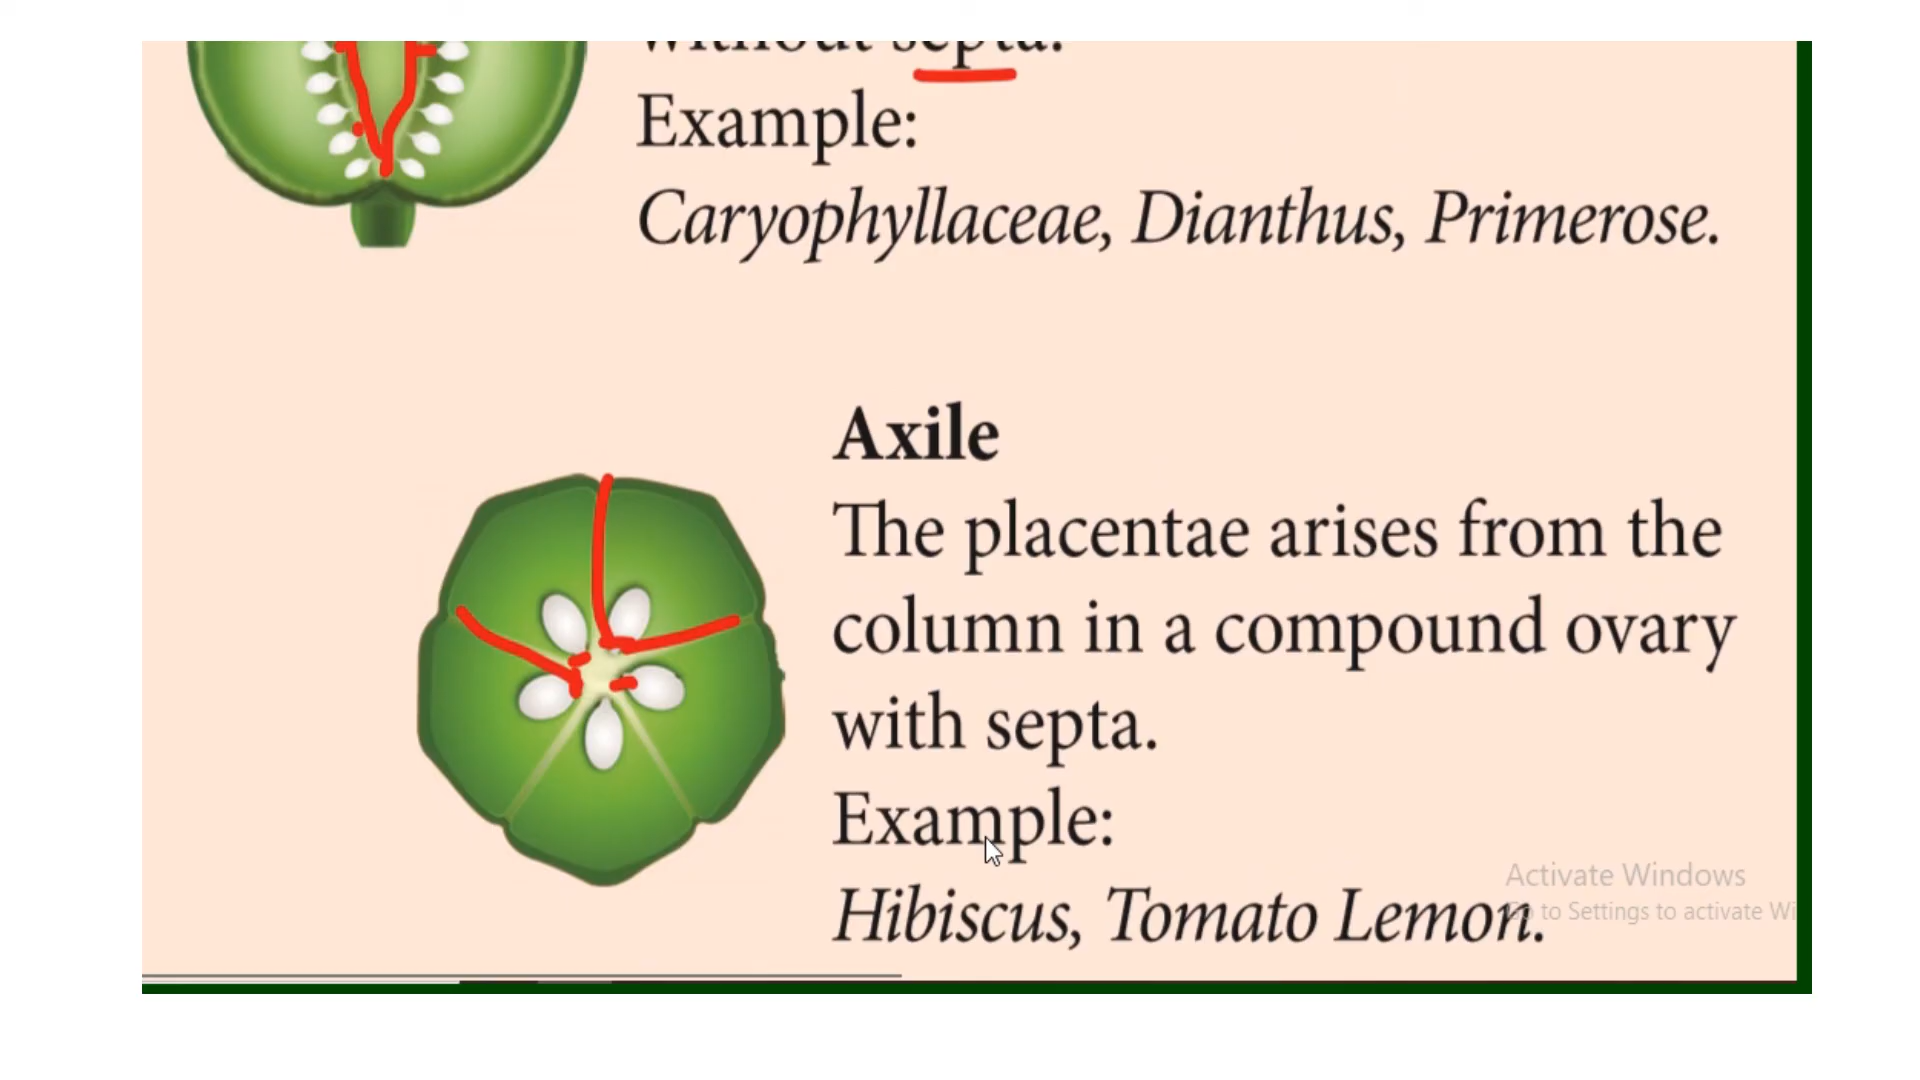 without septa.
Example:
Caryophyllaceae, Dianthus, Primerose.
Axile
The placentae arises from the
column in a compound ovary
with septa.
Example:
Hibiscus, Tomato Lemon.
Activate Windows
Go to Settings to activate Wi